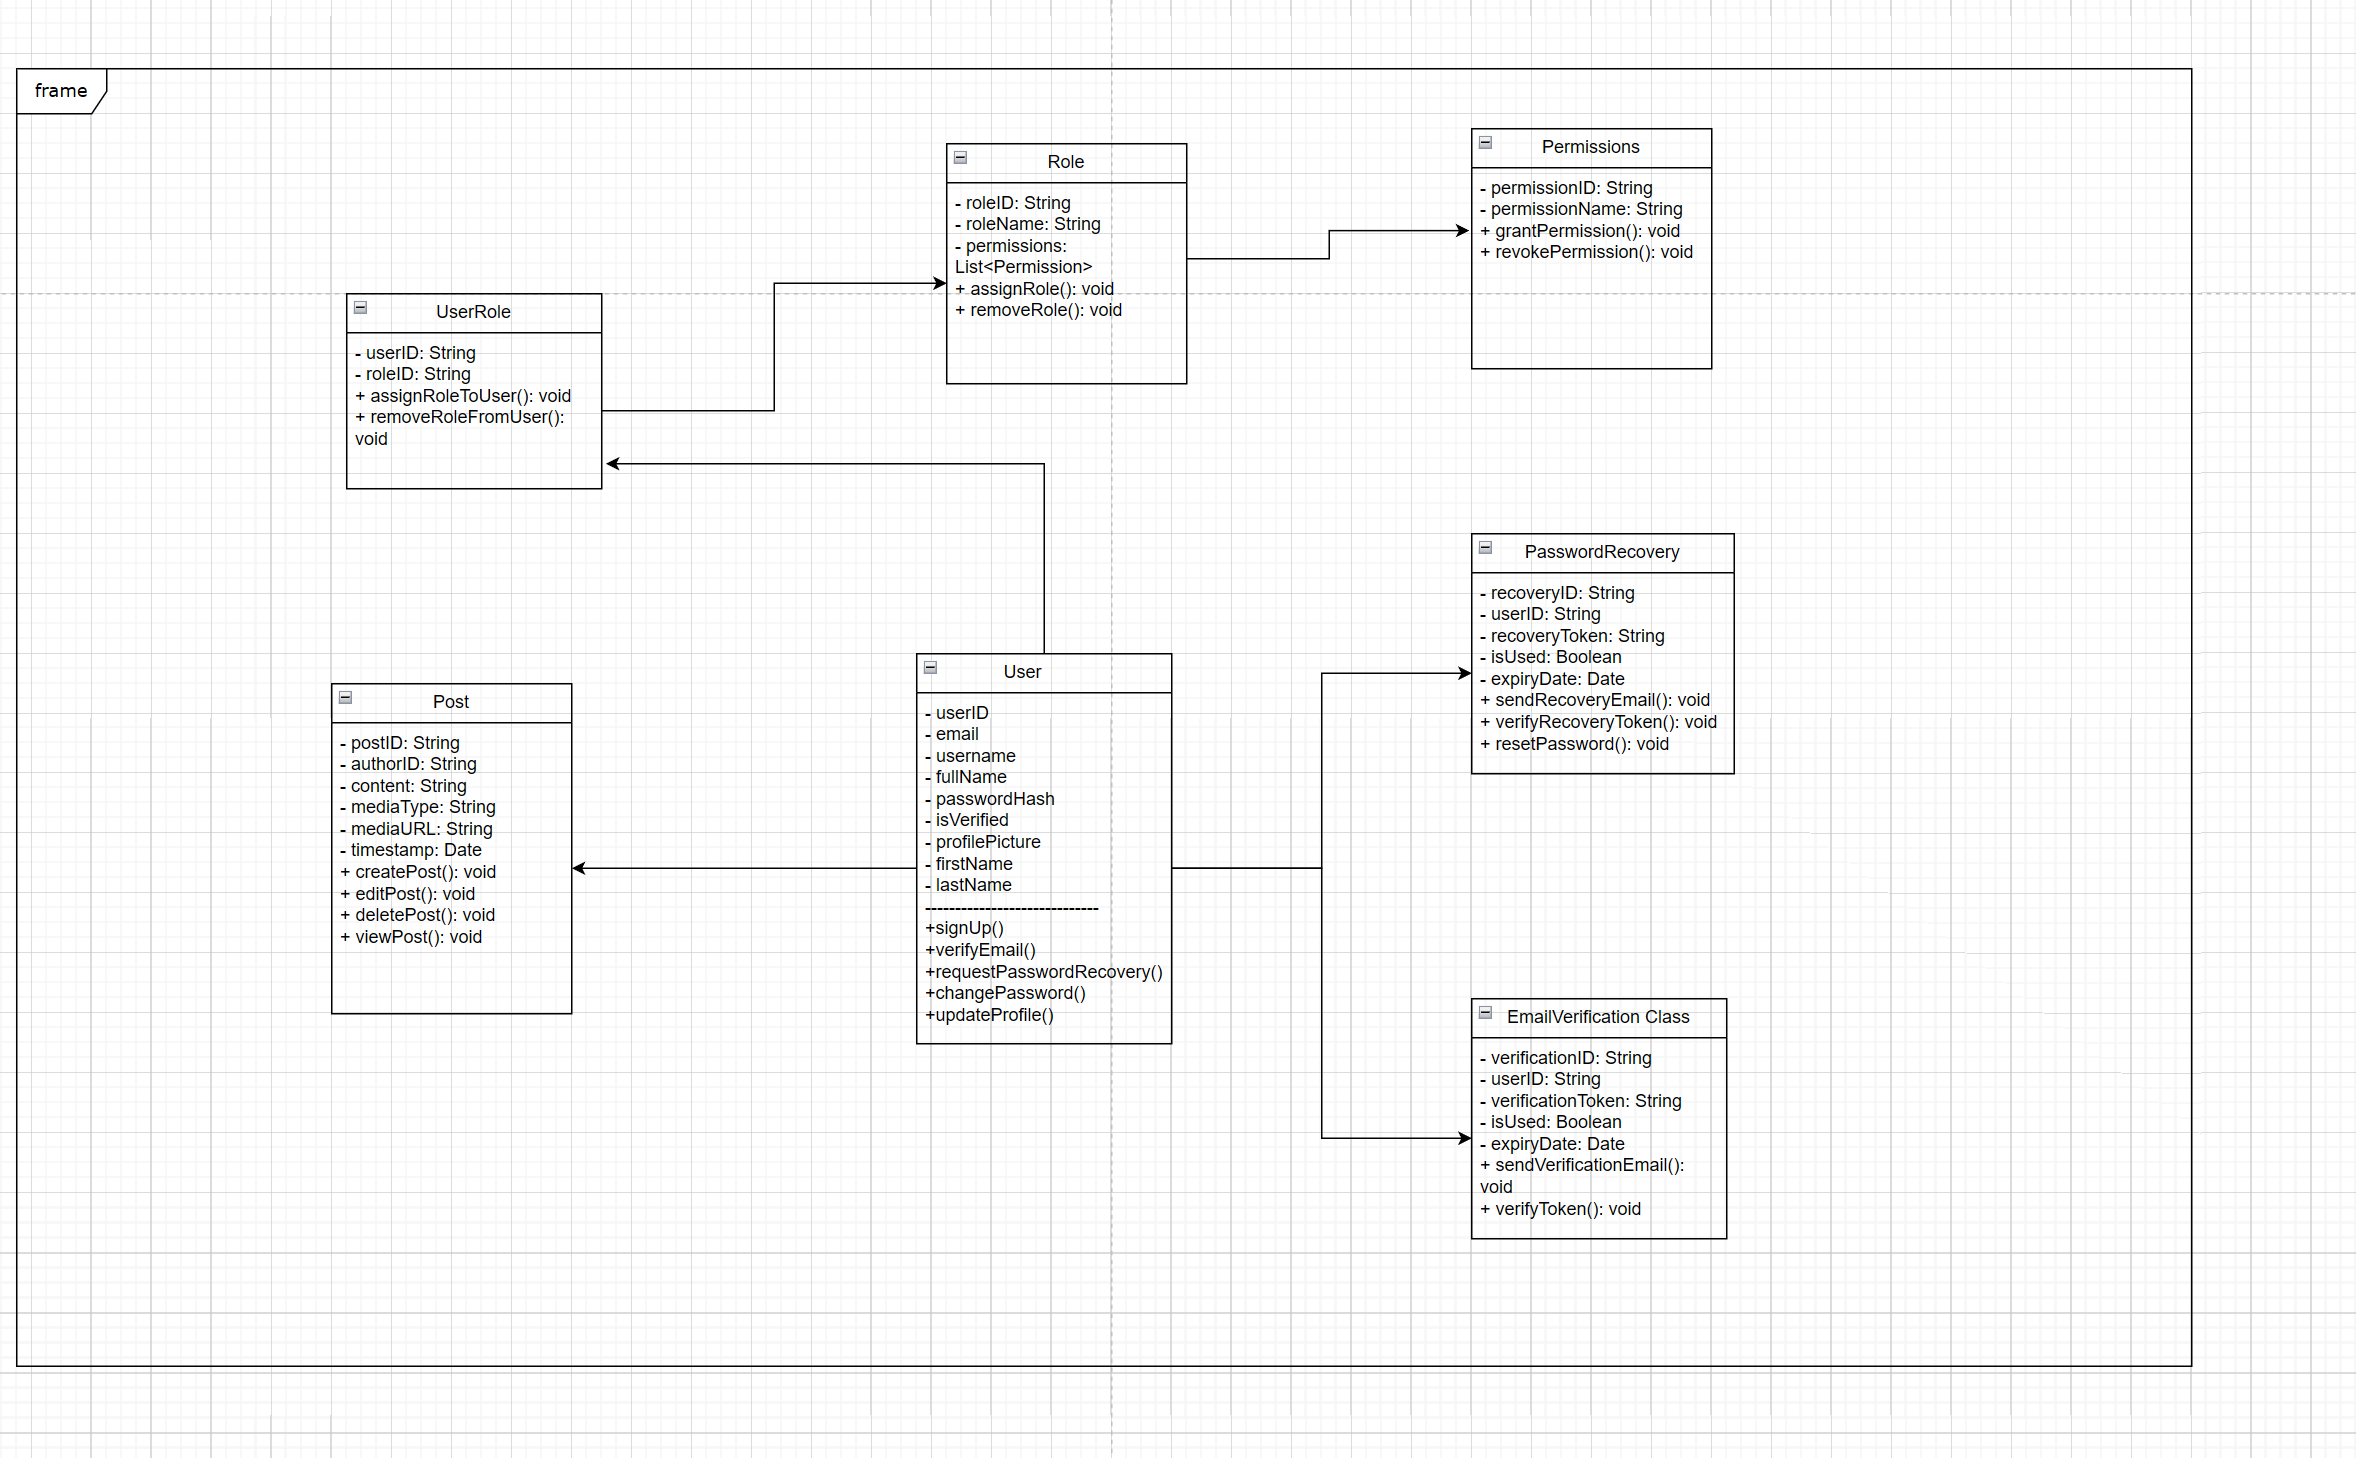 frame
Role
- roleID: String
- roleName: String
- permissions:
List<Permission>
+ assignRole(): void
+ removeRole(): void
Permissions
- permissionID: String
- permissionName: String
+ grantPermission(): void
+ revokePermission(): void
UserRole
- userID: String
- roleID: String
+ assignRoleToUser(): void
+ removeRoleFromUser():
void
PasswordRecovery
- recoveryID: String
- userID: String
- recoveryToken: String
- isUsed: Boolean
- expiryDate: Date
+ sendRecoveryEmail(): void
+ verifyRecoveryToken(): void
+ resetPassword(): void
Post
- postID: String
- authorID: String
- content: String
- mediaType: String
- mediaURL: String
- timestamp: Date
+ createPost(): void
+ editPost(): void
+ deletePost(): void
+ viewPost(): void
User
- userID
- email
- username
- fullName
- passwordHash
- isVerified
- profilePicture
- firstName
- lastName
-----------------------------
+signUp()
+verifyEmail()
+requestPasswordRecovery()
+changePassword()
+updateProfile()
EmailVerification Class
- verificationID: String
- userID: String
- verificationToken: String
- isUsed: Boolean
- expiryDate: Date
+ sendVerificationEmail():
void
+ verifyToken(): void